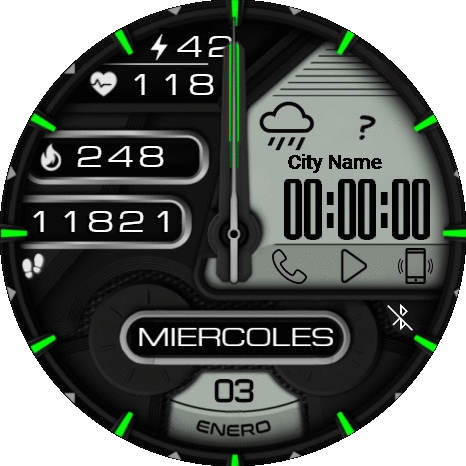 42
118
?
City Name
248
00:00:00
11821
MIERCOLES
03
ENERO